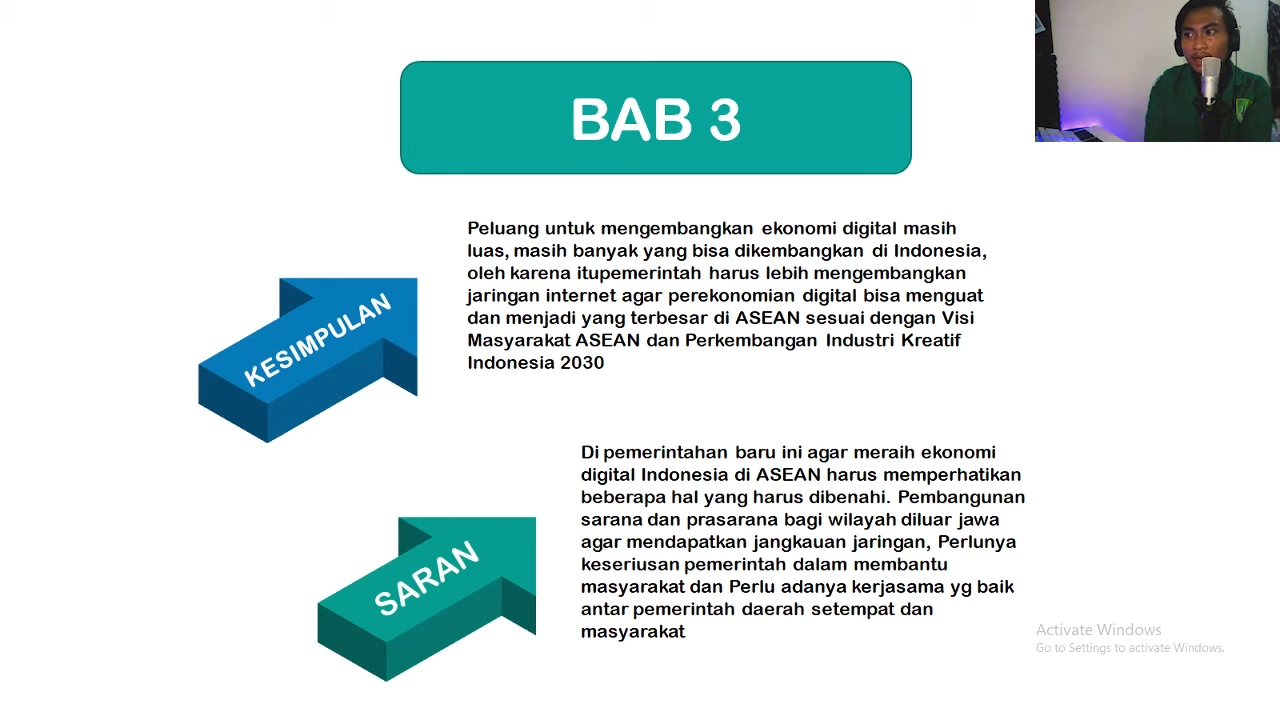 BAB 3
KESIMPULAN
Peluang untuk mengembangkan ekonomi digital masih
luas, masih banyak yang bisa dikembangkan di Indonesia,
oleh karena itupemerintah harus lebih mengembangkan
jaringan internet agar perekonomian digital bisa menguat
dan menjadi yang terbesar di ASEAN sesuai dengan Visi
Masyarakat ASEAN dan Perkembangan Industri Kreatif
Indonesia 2030
SARAN
Di pemerintahan baru ini agar meraih ekonomi
digital Indonesia di ASEAN harus memperhatikan
beberapa hal yang harus dibenahi. Pembangunan
sarana dan prasarana bagi wilayah diluar jawa
agar mendapatkan jangkauan jaringan, Perlunya
keseriusan pemerintah dalam membantu
masyarakat dan Perlu adanya kerjasama yg baik
antar pemerintah daerah setempat dan
masyarakat
Activate Windows
Go to Settings to activate Windows.